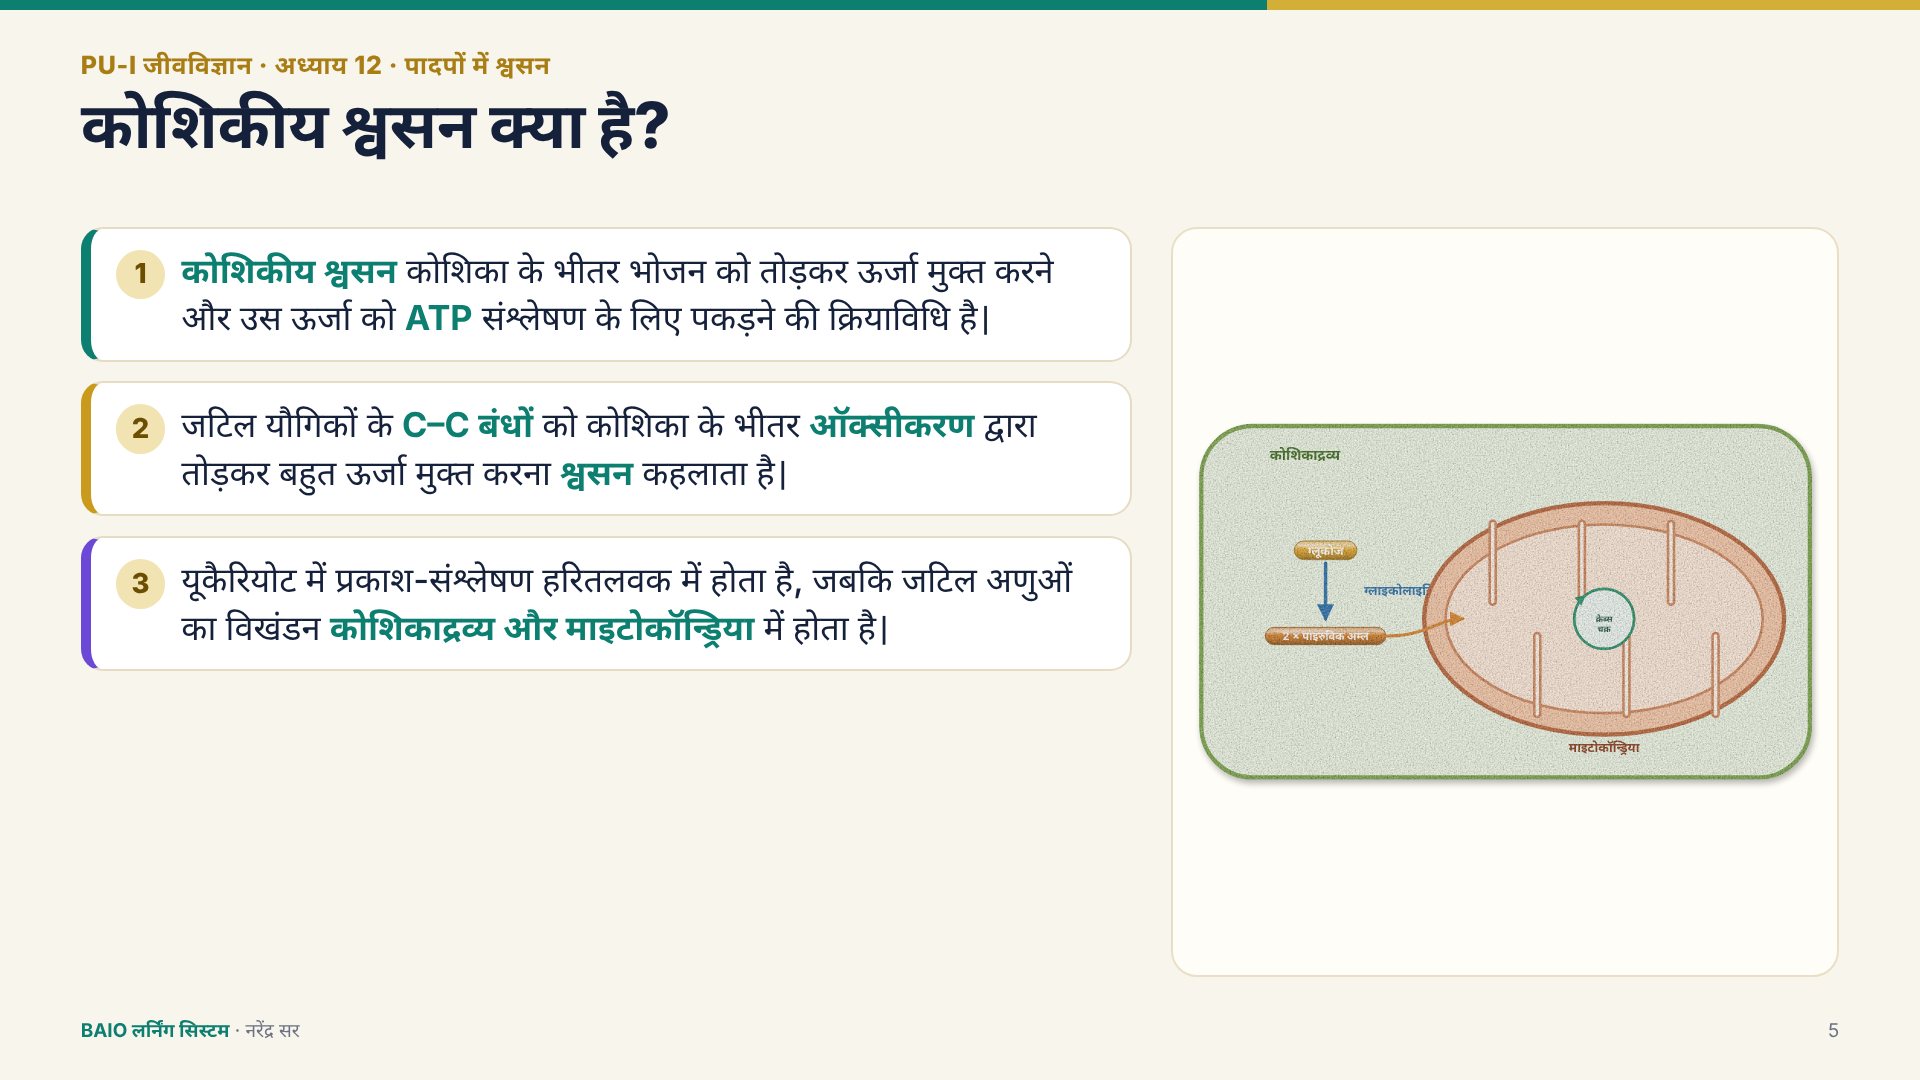 PU-I जीवविज्ञान · अध्याय 12 · पादपों में श्वसन
कोशिकीय श्वसन क्या है?
1
कोशिकीय श्वसन कोशिका के भीतर भोजन को तोड़कर ऊर्जा मुक्त करने
और उस ऊर्जा को ATP संश्लेषण के लिए पकड़ने की क्रियाविधि है|
2
जटिल यौगिकों के C–C बंधों को कोशिका के भीतर ऑक्सीकरण द्वारा
तोड़कर बहुत ऊर्जा मुक्त करना श्वसन कहलाता है|
3
यूकैरियोट में प्रकाश-संश्लेषण हरितलवक में होता है, जबकि जटिल अणुओं
का विखंडन कोशिकाद्रव्य और माइटोकॉन्ड्रिया में होता है|
कोशिकाद्रव्य
ग्लूकोज
2 × पाइरुविक अम्ल
क्रेब्स
चक्र
माइटोकॉन्ड्रिया
BAIO लर्निंग सिस्टम · नरेंद्र सर
5